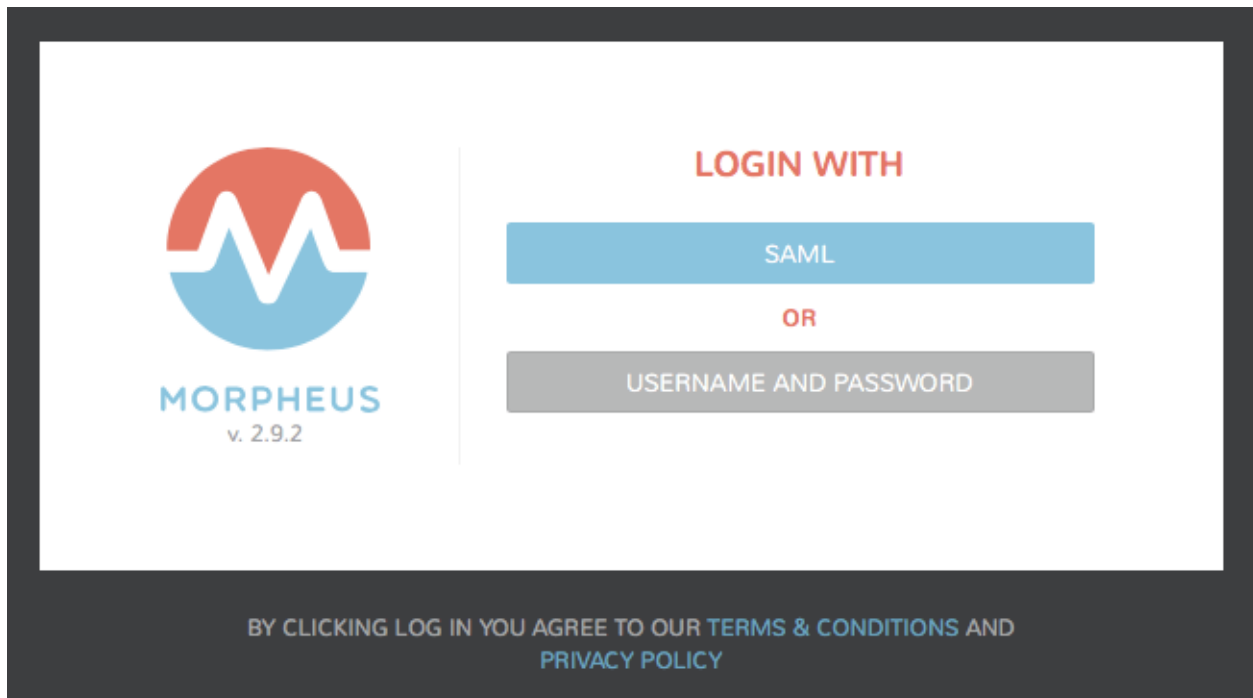 MORPHEUS
v. 2.9.2
LOGIN WITH
SAML
OR
USERNAME AND PASSWORD
BY CLICKING LOG IN YOU AGREE TO OUR TERMS & CONDITIONS AND
PRIVACY POLICY